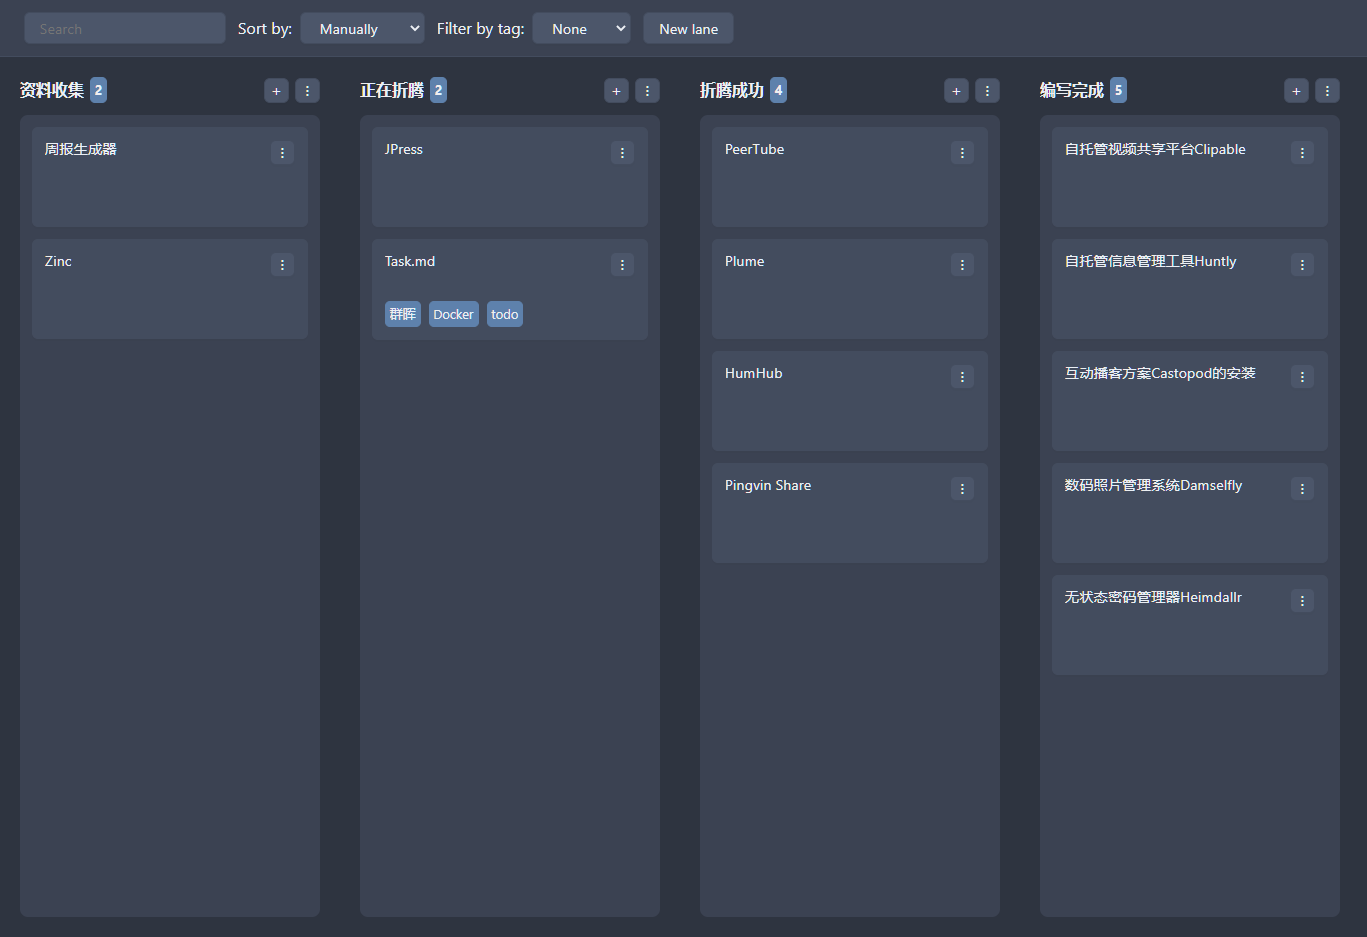 Search Sort by: Manually Filter by tag: None New lane
资料收集 2 +
周报生成器
Zinc
正在折腾 2 +
JPress
Task.md
群晖 Docker todo
折腾成功 4 +
PeerTube
Plume
HumHub
Pingvin Share
编写完成 5 +
自托管视频共享平台Clipable
自托管信息管理工具Huntly
互动播客方案Castopod的安装
数码照片管理系统Damselfly
无状态密码管理器Heimdallr